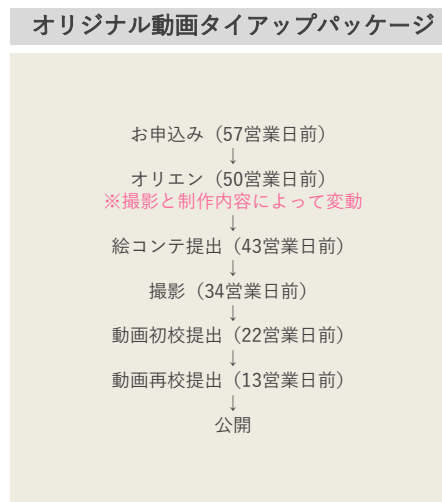 オリジナル動画タイアップパッケージ
お申込み（57営業日前）
↓
オリエン（50営業日前）
※撮影と制作内容によって変動
↓
絵コンテ提出（43営業日前）
↓
撮影（34営業日前）
↓
動画初校提出（22営業日前）
↓
動画再校提出（13営業日前）
↓
公開